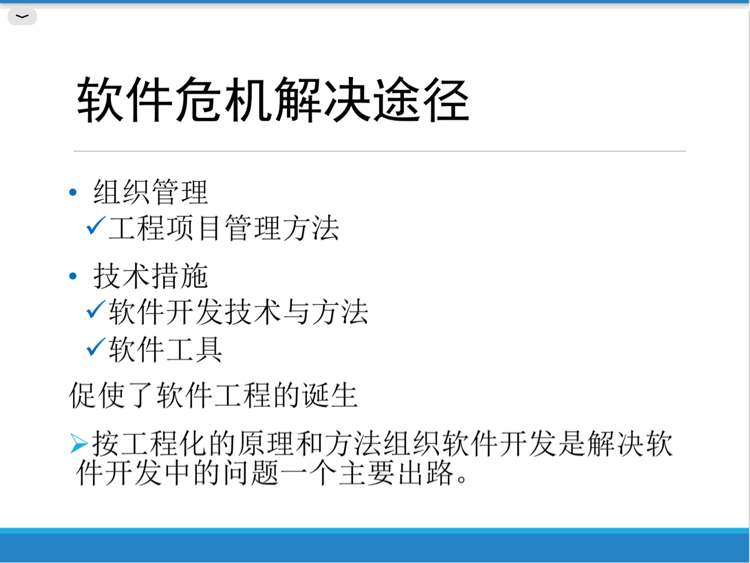 软件危机解决途径
• 组织管理
✓工程项目管理方法
• 技术措施
✓软件开发技术与方法
✓软件工具
促使了软件工程的诞生
➢按工程化的原理和方法组织软件开发是解决软
件开发中的问题一个主要出路。